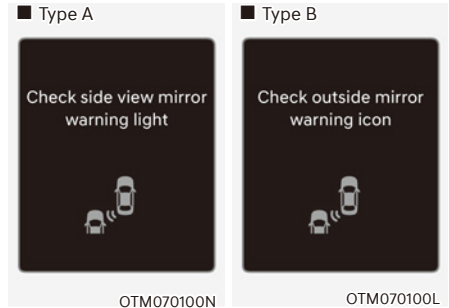 ■ Type A
Check side view mirror
warning light
OTM070100N
■ Type B
Check outside mirror
warning icon
OTM070100L